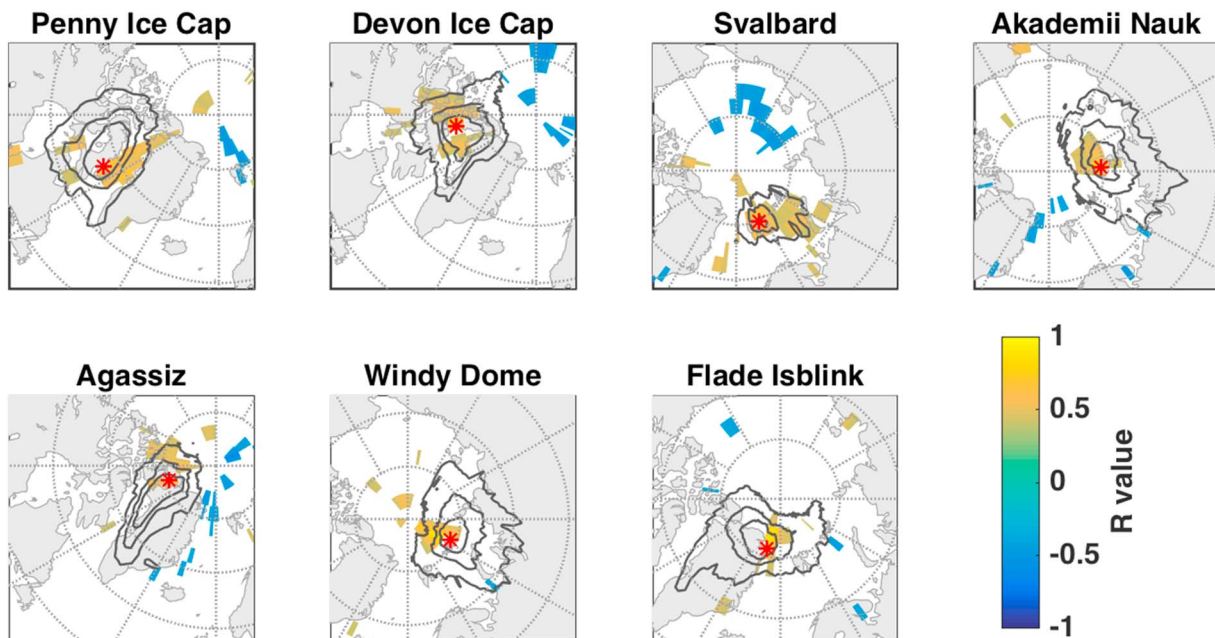 Penny Ice Cap
Devon Ice Cap
Svalbard
Akademii Nauk
Agassiz
Windy Dome
Flade Isblink
1
0.5
0
-0.5
-1
R value